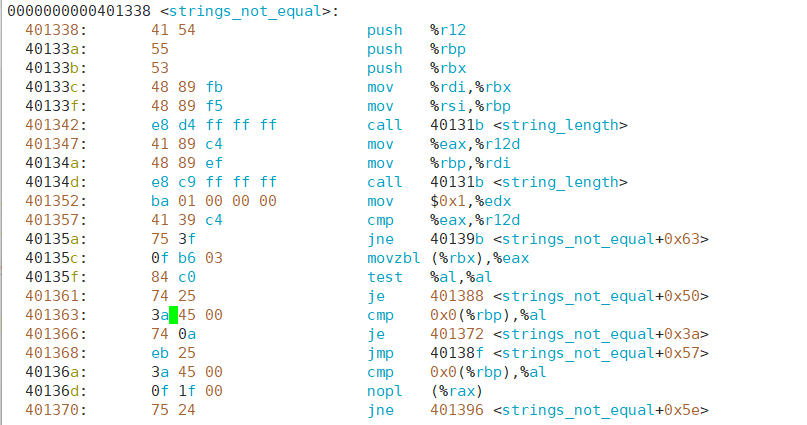 0000000000401338 <strings_not_equal>:
401338: 41 54 push %r12
40133a: 55 push %rbp
40133b: 53 push %rbx
40133c: 48 89 fb mov %rdi,%rbx
40133f: 48 89 f5 mov %rsi,%rbp
401342: e8 d4 ff ff ff call 40131b <string_length>
401347: 41 89 c4 mov %eax,%r12d
40134a: 48 89 ef mov %rbp,%rdi
40134d: e8 c9 ff ff ff call 40131b <string_length>
401352: ba 01 00 00 00 mov $0x1,%edx
401357: 41 39 c4 cmp %eax,%r12d
40135a: 75 3f jne 40139b <strings_not_equal+0x63>
40135c: 0f b6 03 movzbl (%rbx),%eax
40135f: 84 c0 test %al,%al
401361: 74 25 je 401388 <strings_not_equal+0x50>
401363: 3a 45 00 cmp 0x0(%rbp),%al
401366: 74 0a je 401372 <strings_not_equal+0x3a>
401368: eb 25 jmp 40138f <strings_not_equal+0x57>
40136a: 3a 45 00 cmp 0x0(%rbp),%al
40136d: 0f 1f 00 nopl (%rax)
401370: 75 24 jne 401396 <strings_not_equal+0x5e>